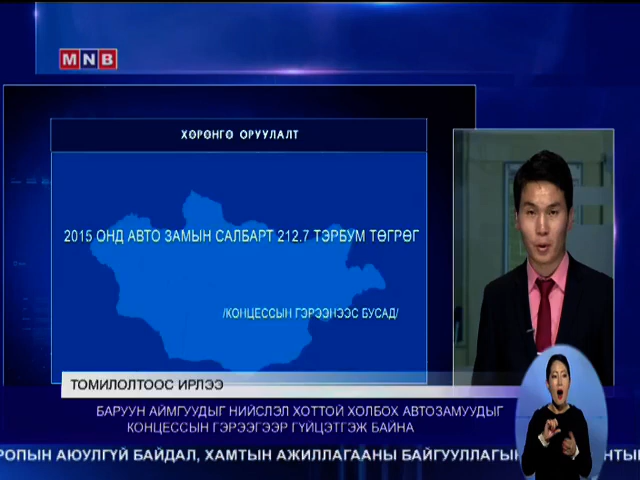 MNB
ХӨРӨНГӨ ОРУУЛАЛТ
2015 ОНД АВТО ЗАМЫН САЛБАРТ 212.7 ТЭРБУМ ТӨГРӨГ
/КОНЦЕССЫН ГЭРЭЭНЭЭС БУСАД/
ТОМИЛОЛТООС ИРЛЭЭ
БАРУУН АЙМГУУДЫГ НИЙСЛЭЛ ХОТТОЙ ХОЛБОХ АВТОЗАМУУДЫГ
КОНЦЕССЫН ГЭРЭЭГЭЭР ГҮЙЦЭТГЭЖ БАЙНА
РОПЫН АЮУЛГҮЙ БАЙДАЛ, ХАМТЫН АЖИЛЛАГААНЫ БАЙГУУЛЛАГЫН